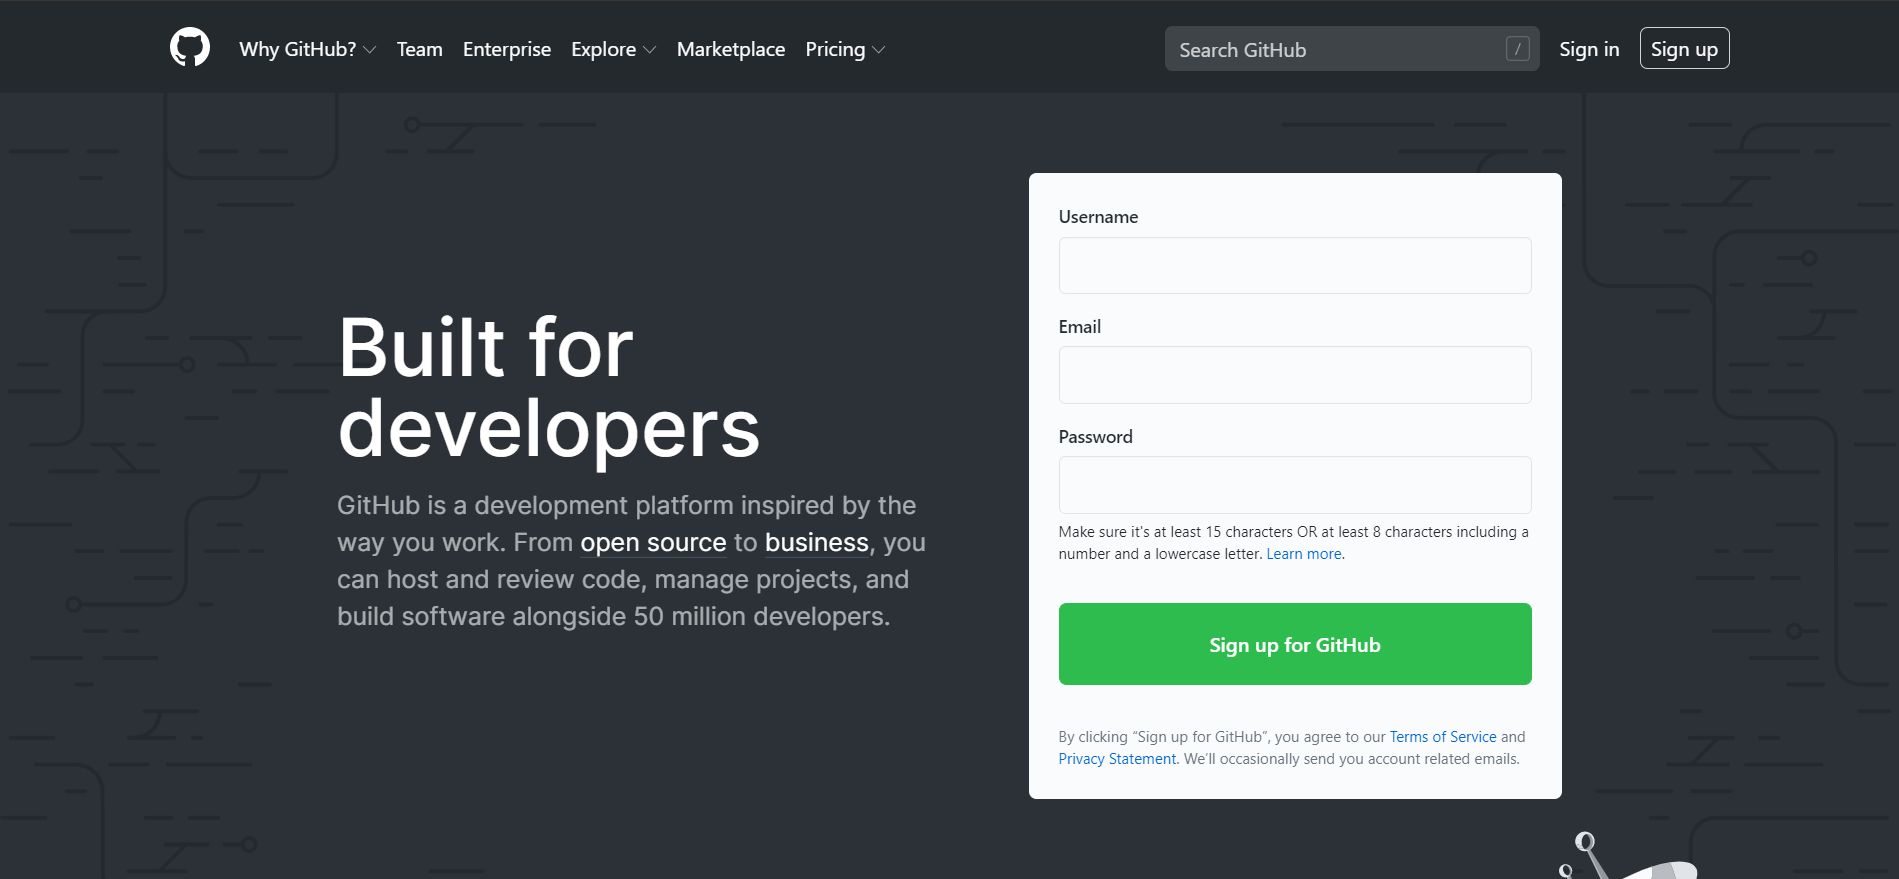 Why GitHub? Team Enterprise Explore Marketplace Pricing Search GitHub / Sign in Sign up
Built for
developers
GitHub is a development platform inspired by the
way you work. From open source to business, you
can host and review code, manage projects, and
build software alongside 50 million developers.
Username
Email
Password
Make sure it's at least 15 characters OR at least 8 characters including a
number and a lowercase letter. Learn more.
Sign up for GitHub
By clicking “Sign up for GitHub”, you agree to our Terms of Service and
Privacy Statement. We’ll occasionally send you account related emails.